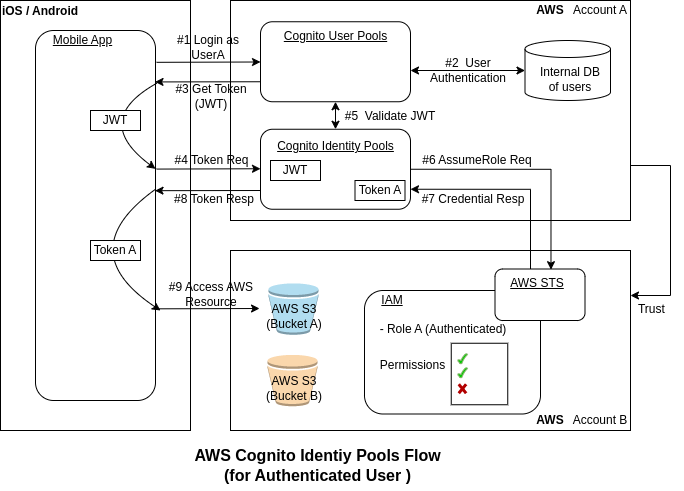 iOS / Android
AWS Account A
Mobile App
#1 Login as
UserA
Cognito User Pools
#2 User
Authentication
Internal DB
of users
#3 Get Token
(JWT)
JWT
#5 Validate JWT
#4 Token Req
Cognito Identity Pools
#6 AssumeRole Req
JWT
Token A
#8 Token Resp
#7 Credential Resp
Token A
#9 Access AWS
Resource
AWS S3
(Bucket A)
AWS STS
IAM
Trust
- Role A (Authenticated)
Permissions
AWS S3
(Bucket B)
AWS Account B
AWS Cognito Identiy Pools Flow
(for Authenticated User )